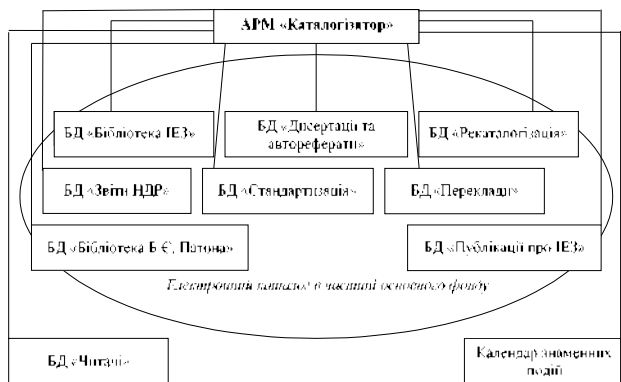 АРМ «Каталогізятор»
БД «Бібліотека ІЕЗ»
БД «Дисертації та
автореферати»
БД «Рекаталогізація»
БД «Звіти НДР»
БД «Стандартизація»
БД «Переклади»
БД «Бібліотека Б.Є. Патона»
БД «Публікації про ІЕЗ»
Електронний каталог в частині основного фонду
БД «Читачі»
Календар знаменних
подій